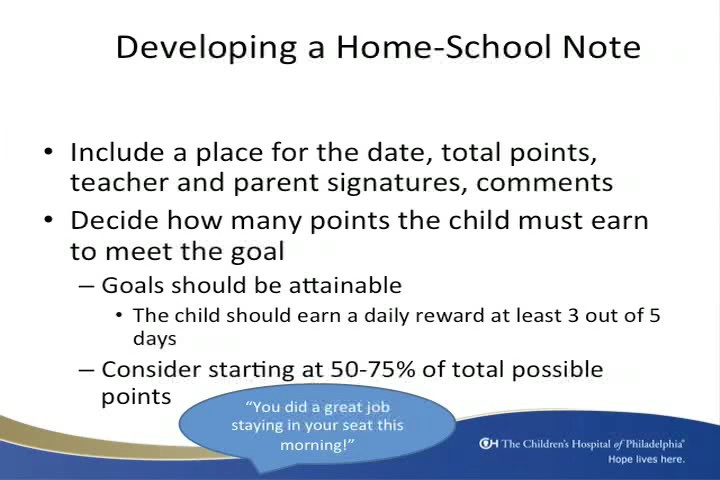 Developing a Home-School Note
• Include a place for the date, total points,
teacher and parent signatures, comments
• Decide how many points the child must earn
to meet the goal
– Goals should be attainable
• The child should earn a daily reward at least 3 out of 5
days
– Consider starting at 50-75% of total possible
points
“You did a great job
staying in your seat this
morning!”
CH The Children's Hospital of Philadelphia®
Hope lives here.